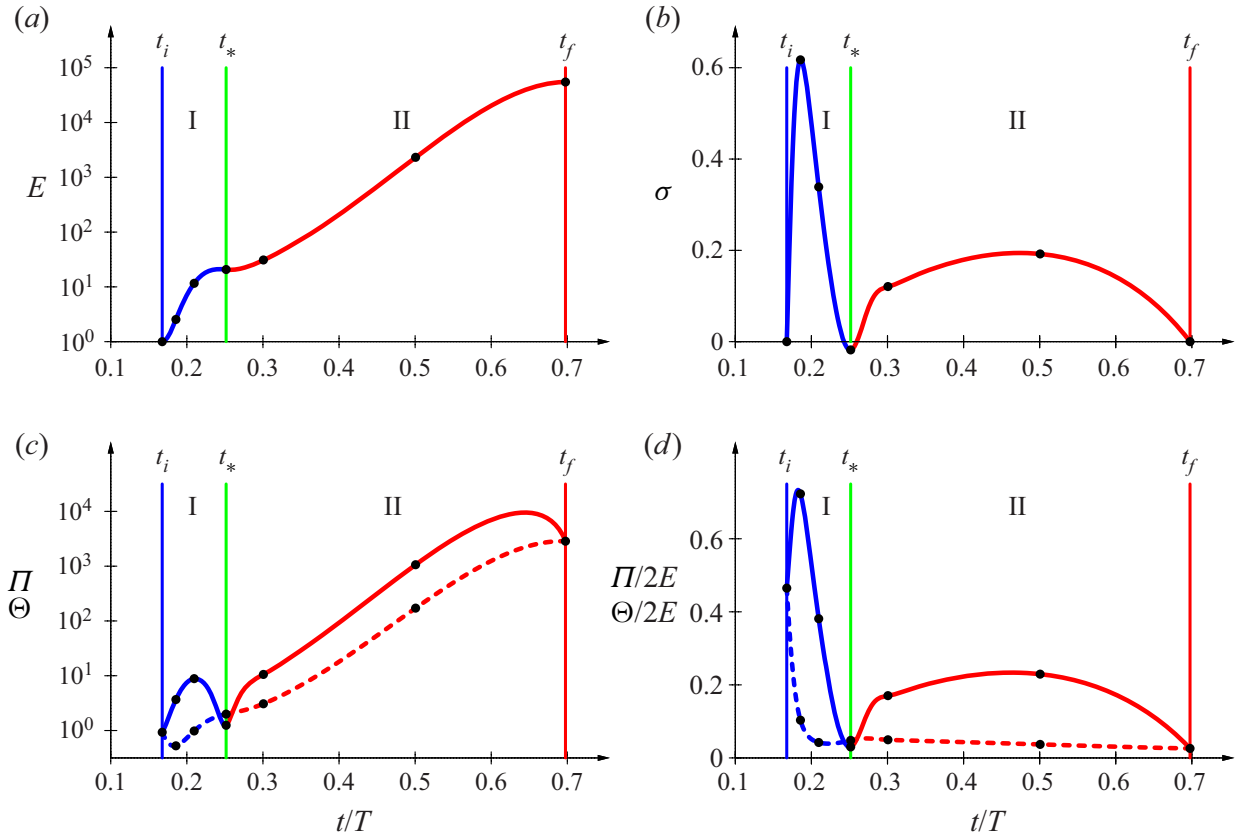 (a)
t_i t_* t_f
10^5
I II
10^4
10^3
E
10^2
10^1
10^0
0.1 0.2 0.3 0.4 0.5 0.6 0.7
(b)
t_i t_* t_f
0.6
I II
0.4
σ
0.2
0
0.1 0.2 0.3 0.4 0.5 0.6 0.7
(c)
t_i t_* t_f
I II
10^4
10^3
Π
Θ
10^2
10^1
10^0
0.1 0.2 0.3 0.4 0.5 0.6 0.7
t/T
(d)
t_i t_* t_f
I II
0.6
Π/2E
0.4
Θ/2E
0.2
0
0.1 0.2 0.3 0.4 0.5 0.6 0.7
t/T